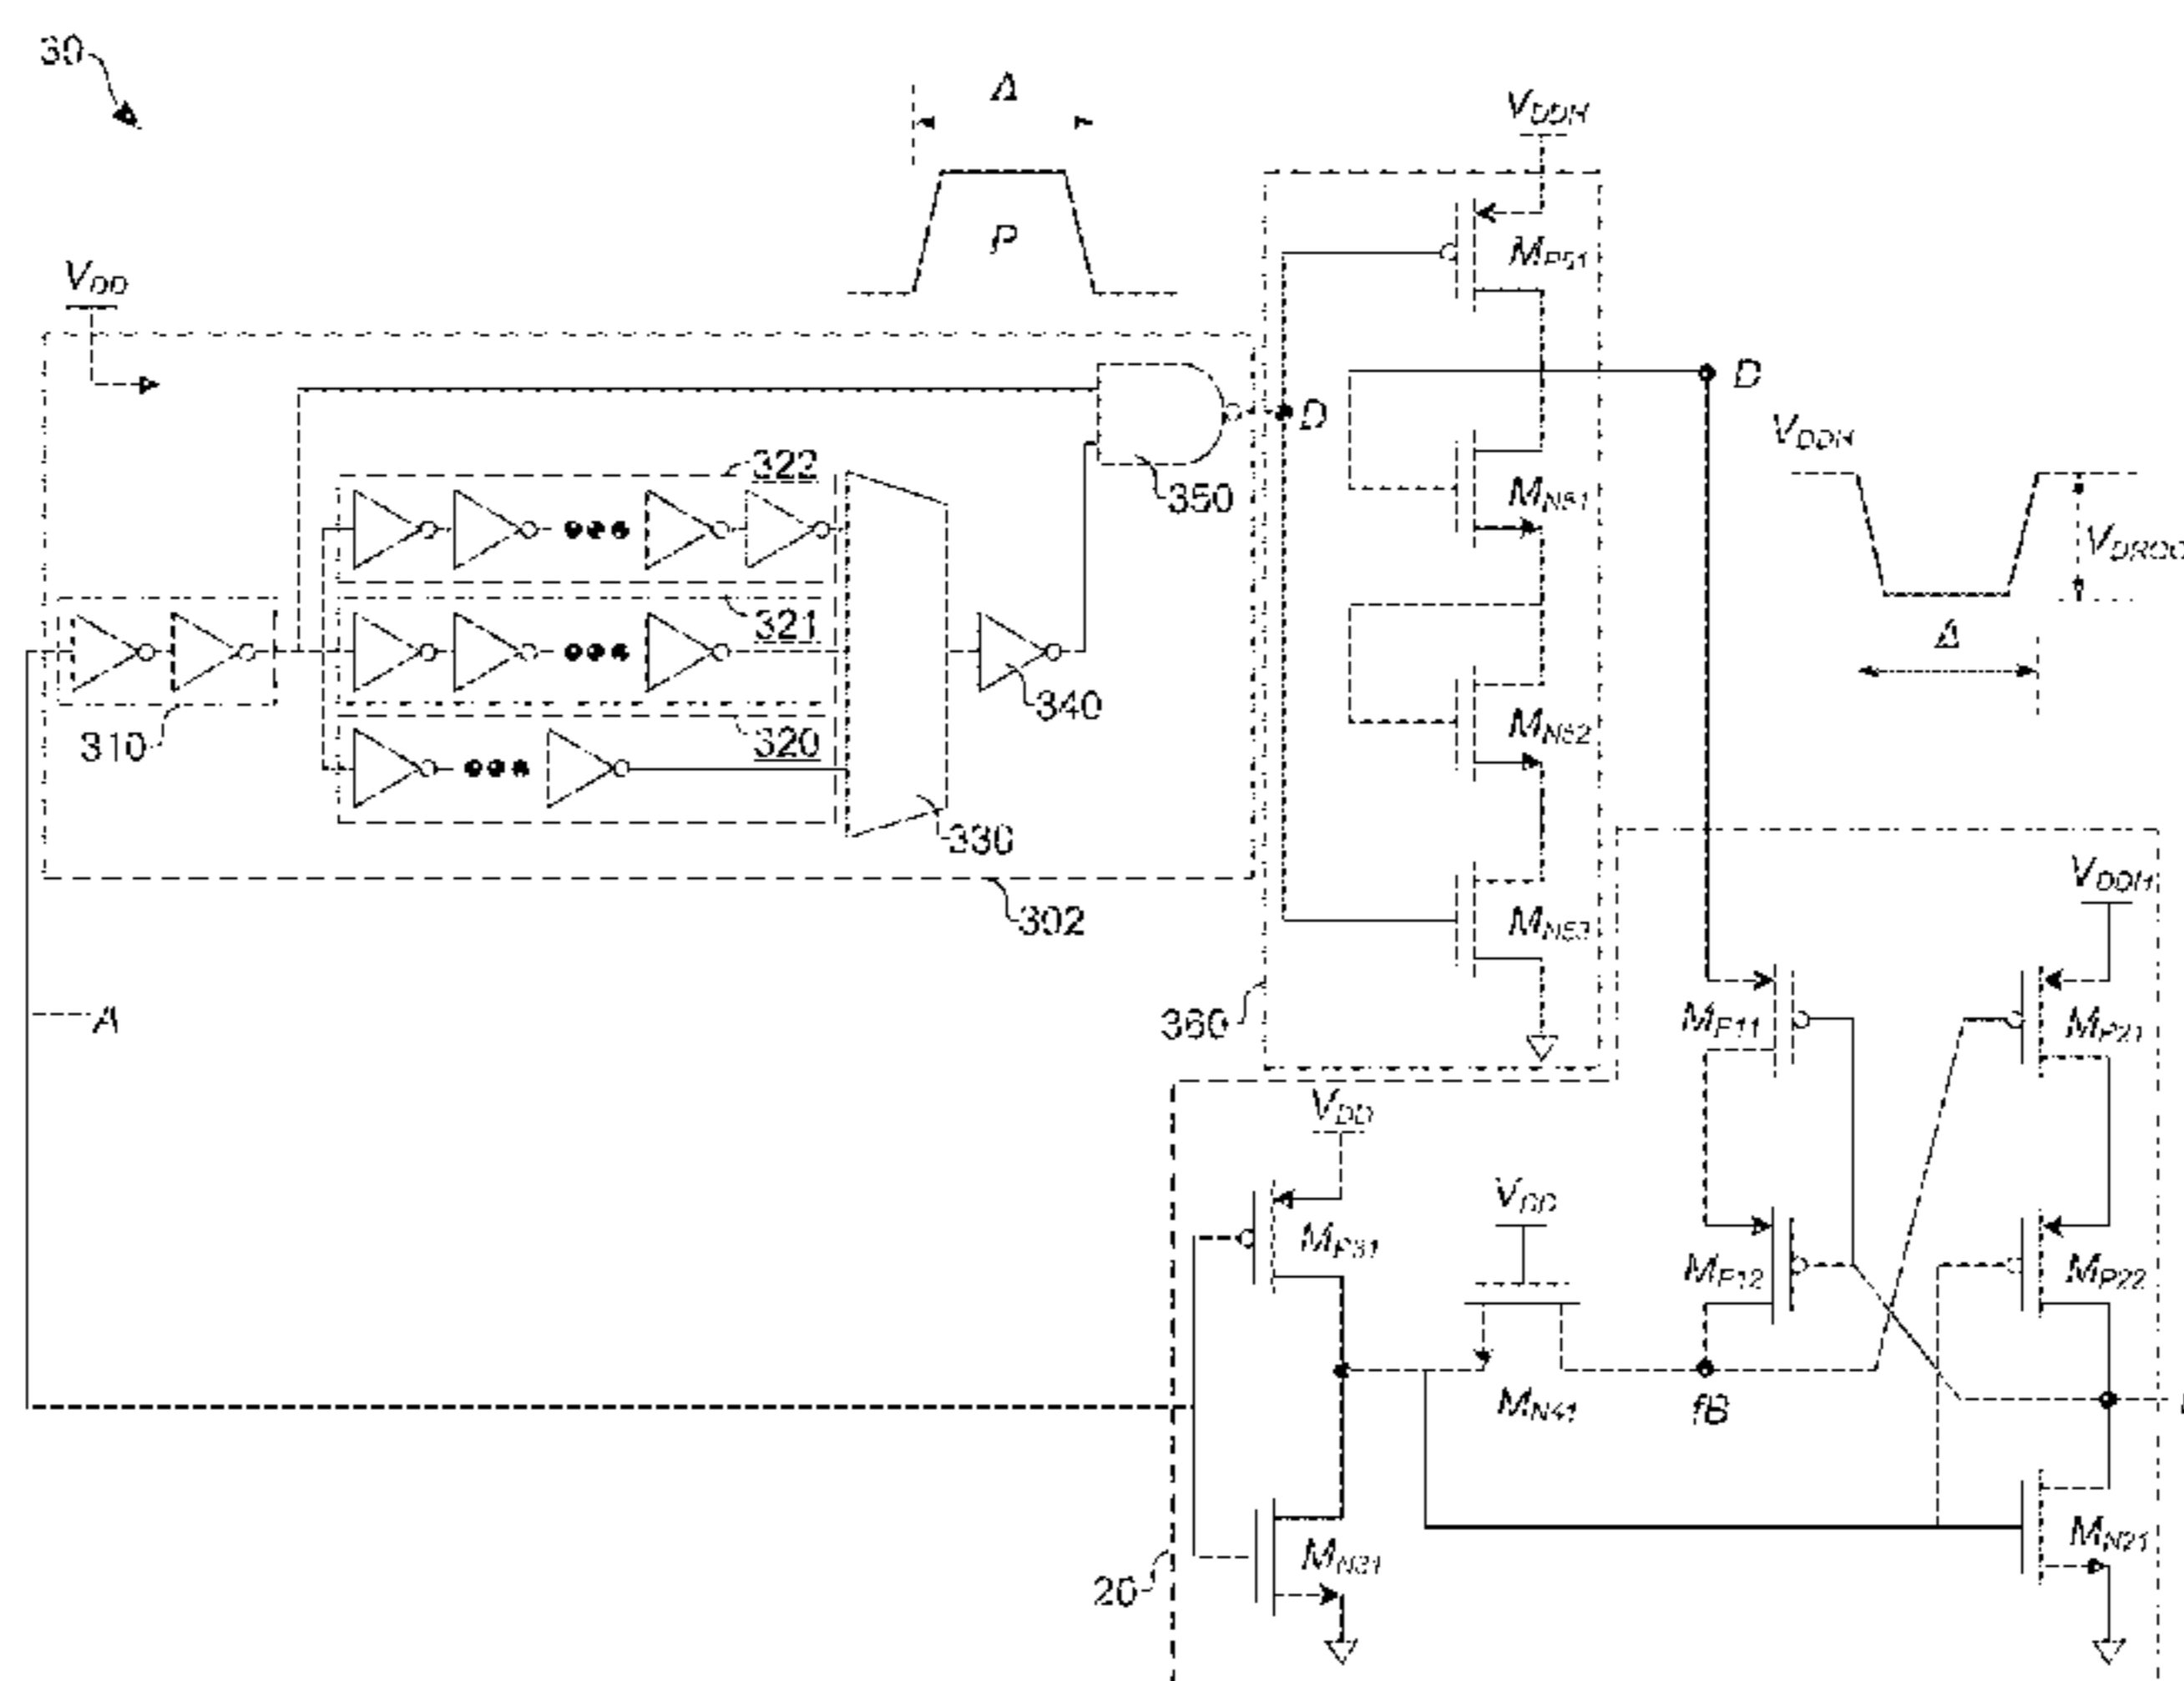 30
Δ
V_DDH
P
M_P51
V_DD
D
D
V_DDH
322
350
M_N51
321
340
M_N52
Δ
310
320
330
M_N53
V_DDH
302
360
A
M_P11
M_P21
V_DD
V_DD
M_P31
M_P12
M_P22
M_N41
fB
M_N31
M_N21
20